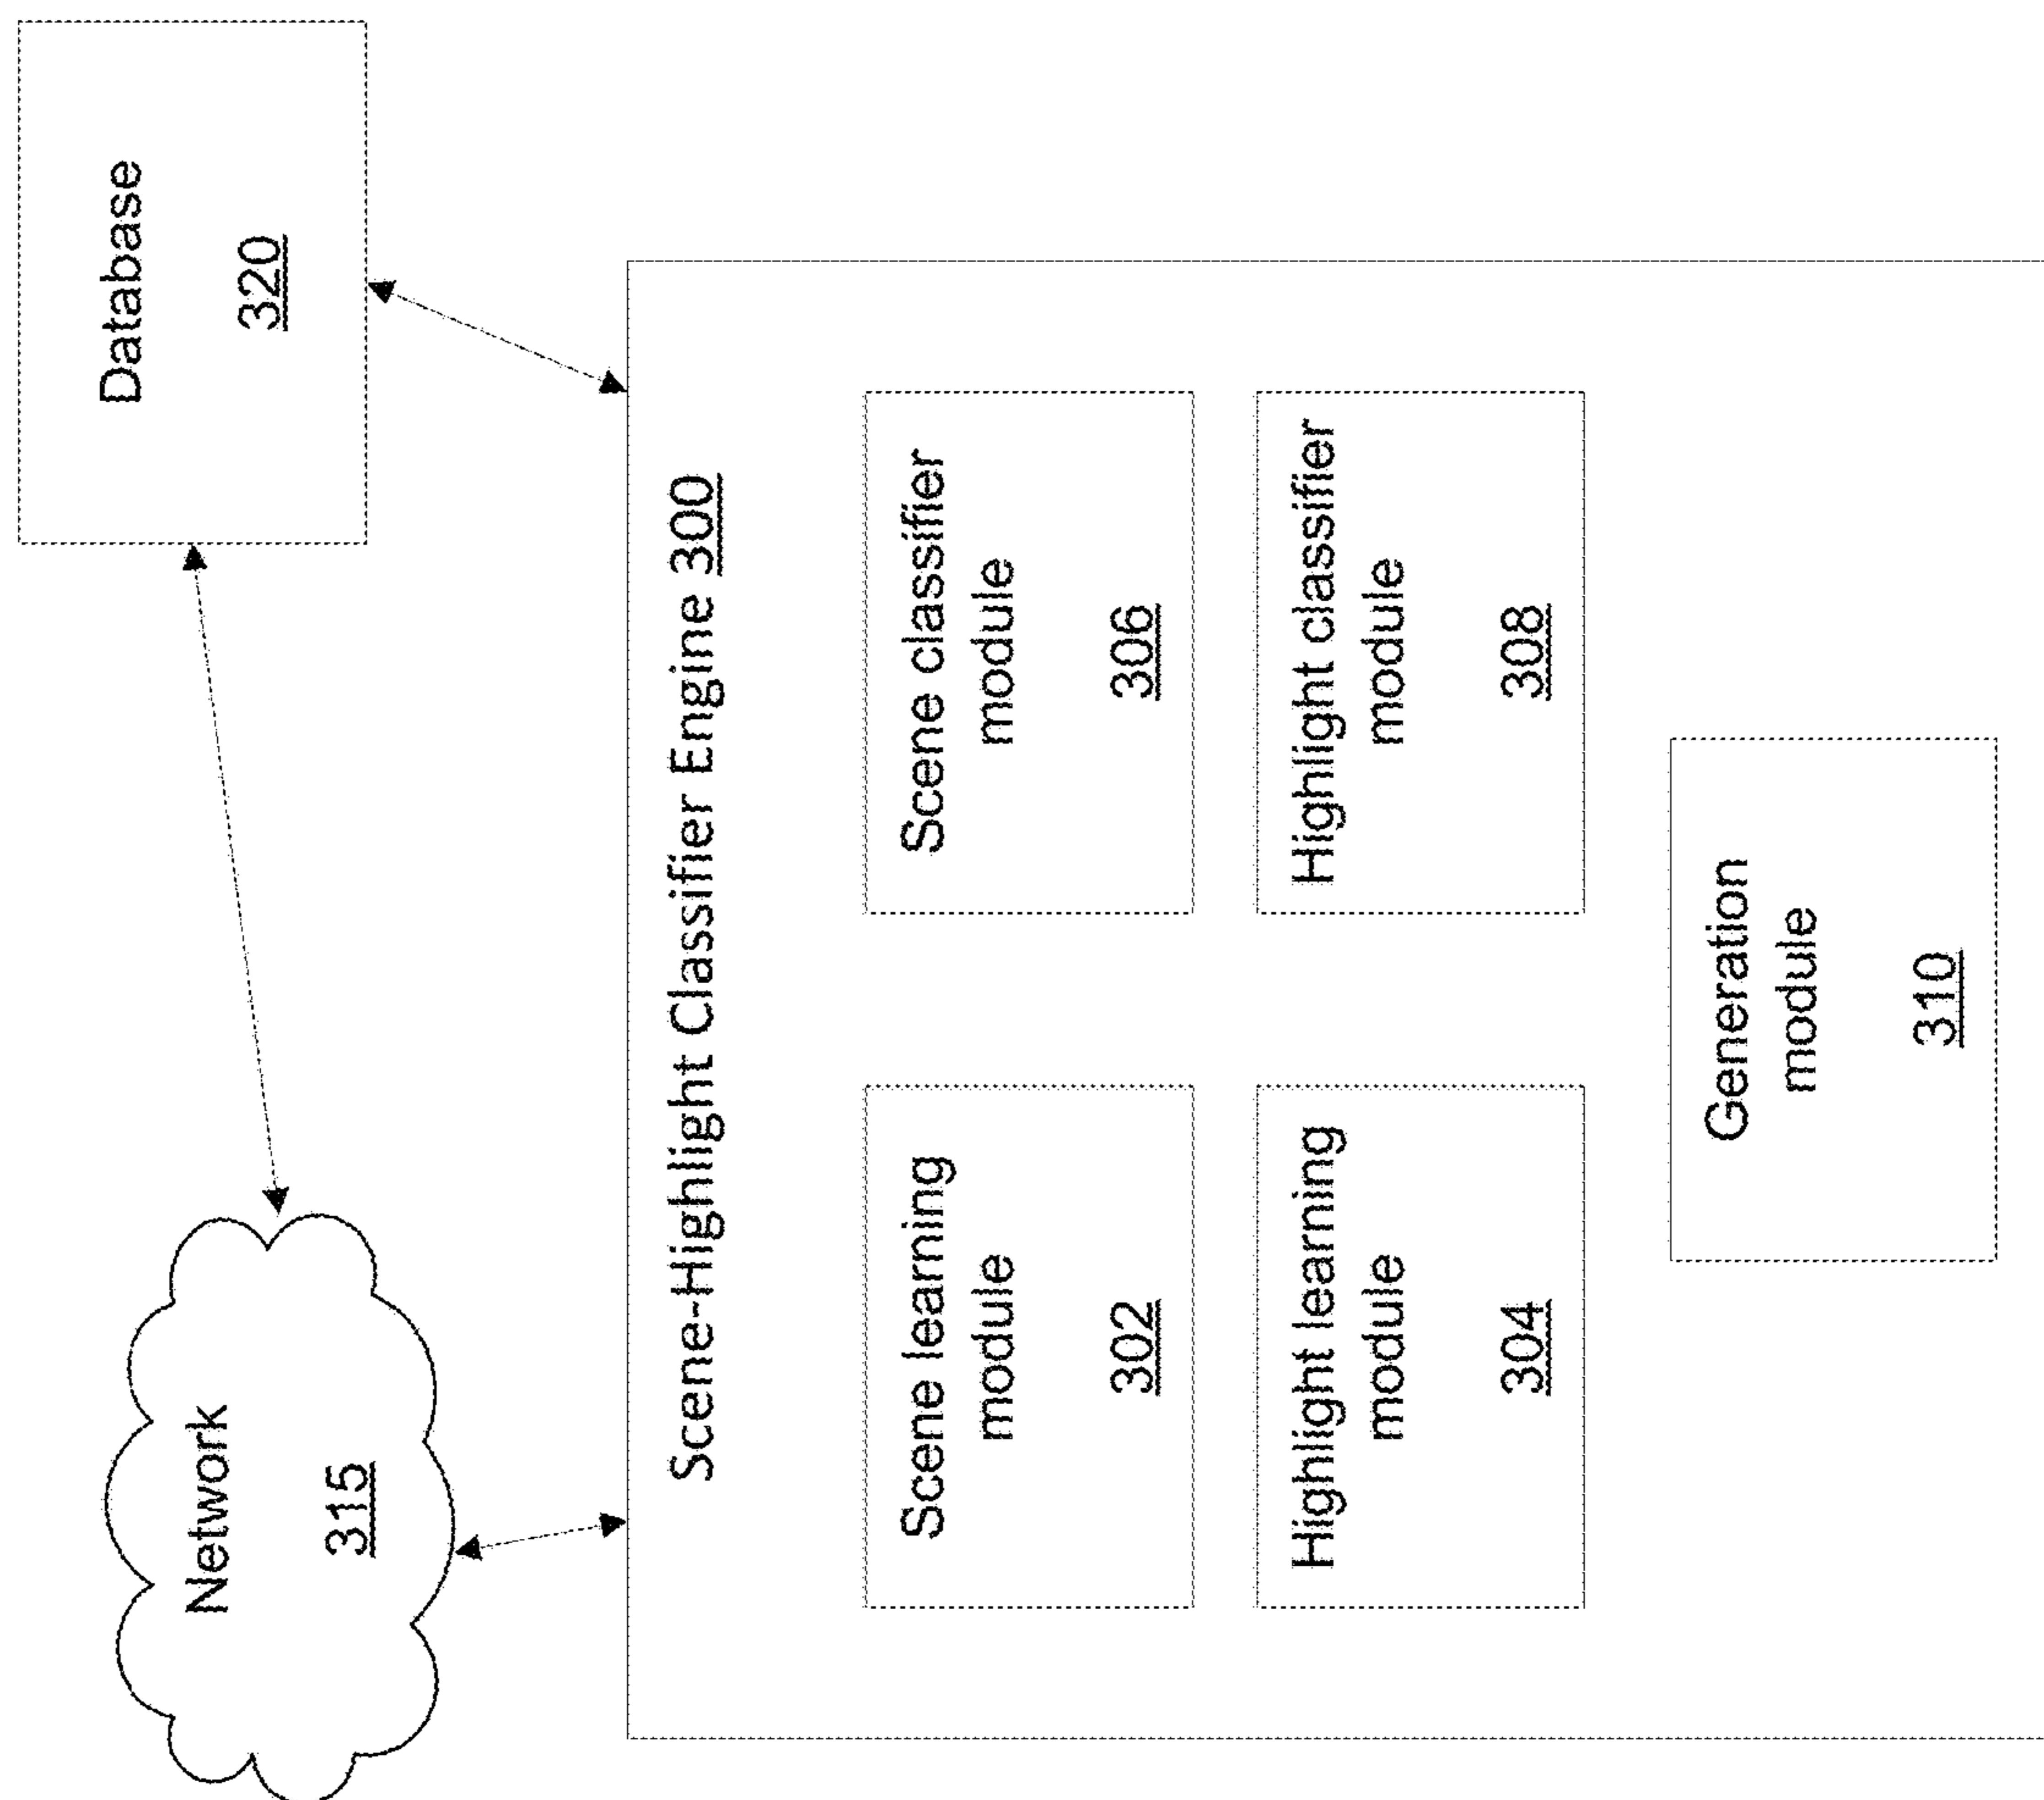 Network
315
Database
320
Scene-Highlight Classifier Engine 300
Scene learning
module
302
Scene classifier
module
306
Highlight learning
module
304
Highlight classifier
module
308
Generation
module
310